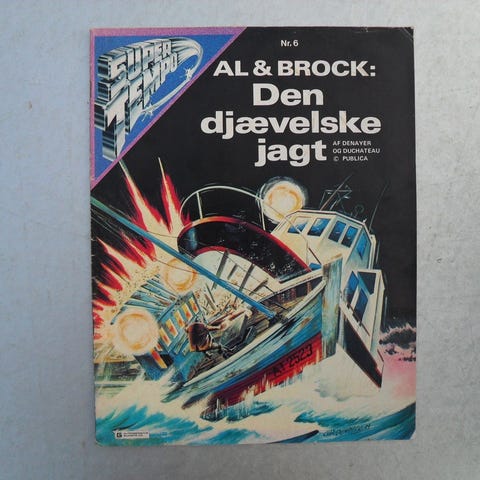 Nr. 6
SUPER
TEMPO
AL & BROCK:
Den
djævelske
jagt
AF DENAYER
OG DUCHATEAU
© PUBLICA